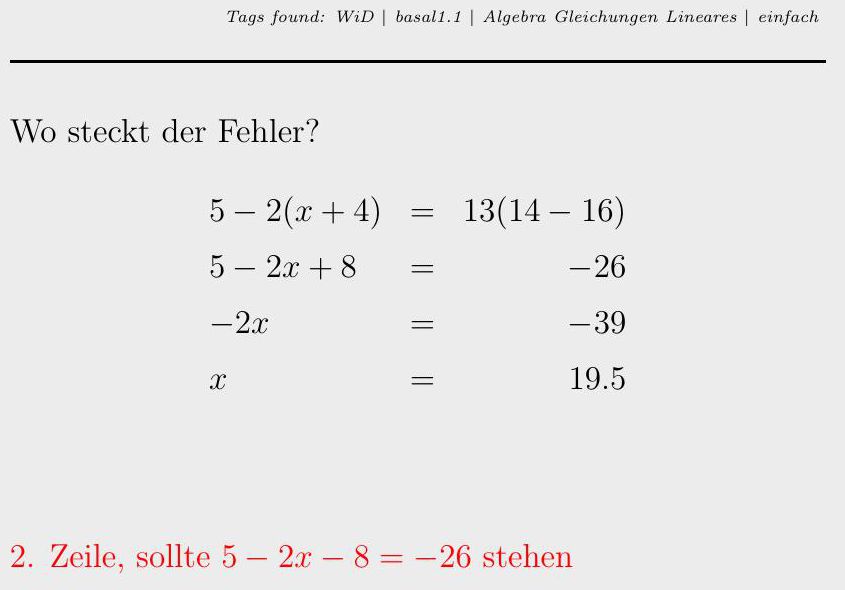 Tags found: WiD | basal1.1 | Algebra Gleichungen Lineares | einfach
Wo steckt der Fehler?
5 − 2(x + 4) = 13(14 − 16)
5 − 2x + 8 = −26
−2x = −39
x = 19.5
2. Zeile, sollte 5 − 2x − 8 = −26 stehen